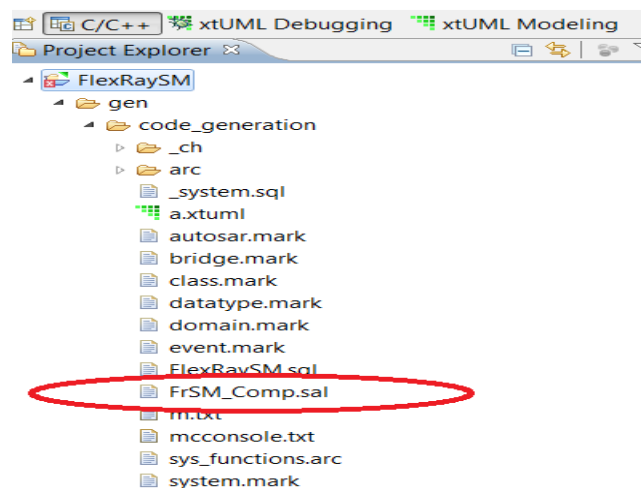 C/C++ xtUML Debugging xtUML Modeling
Project Explorer
FlexRaySM
gen
code_generation
_ch
arc
_system.sql
a.xtuml
autosar.mark
bridge.mark
class.mark
datatype.mark
domain.mark
event.mark
FlexRaySM.sql
FrSM_Comp.sal
m.txt
mcconsole.txt
sys_functions.arc
system.mark